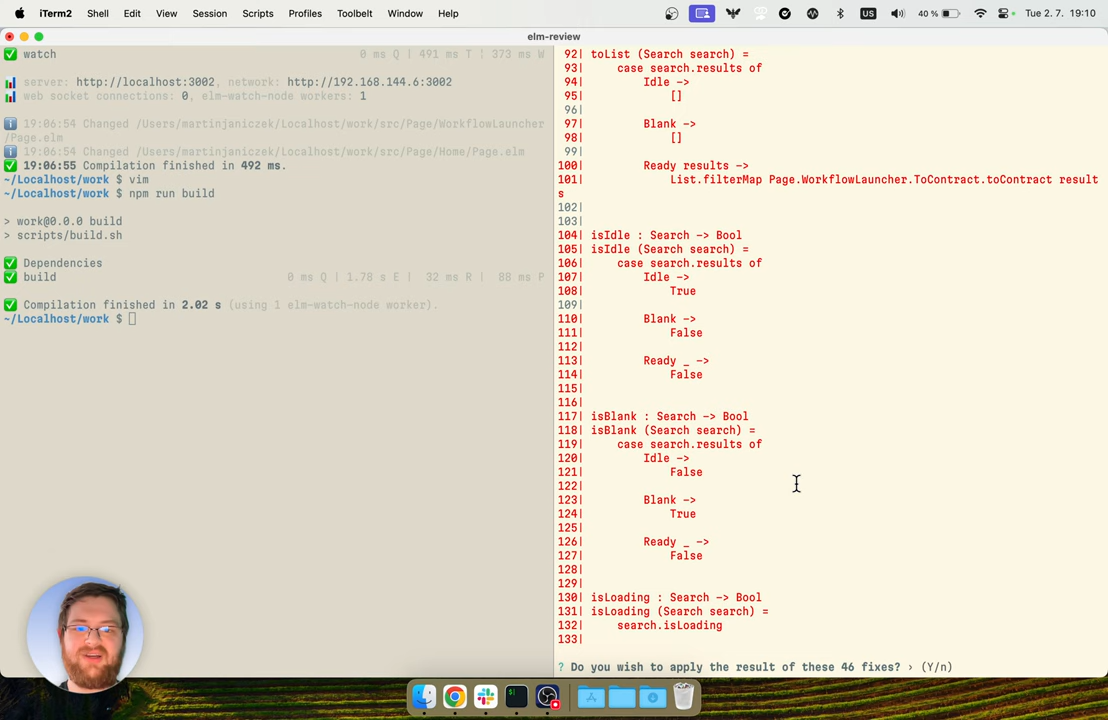 iTerm2 Shell Edit View Session Scripts Profiles Toolbelt Window Help US 40 % Tue 2. 7. 19:10
elm-review
watch 0 ms Q | 491 ms T | 373 ms W
server: http://localhost:3002, network: http://192.168.144.6:3002
web socket connections: 0, elm-watch-node workers: 1
19:06:54 Changed /Users/martinjaniczek/Localhost/work/src/Page/WorkflowLauncher
/Page.elm
19:06:54 Changed /Users/martinjaniczek/Localhost/work/src/Page/Home/Page.elm
19:06:55 Compilation finished in 492 ms.
~/Localhost/work $ vim
~/Localhost/work $ npm run build
> work@0.0.0 build
> scripts/build.sh
Dependencies
build 0 ms Q | 1.78 s E | 32 ms R | 88 ms P
Compilation finished in 2.02 s (using 1 elm-watch-node worker).
~/Localhost/work $
92| toList (Search search) =
93|     case search.results of
94|         Idle ->
95|             []
96|
97|         Blank ->
98|             []
99|
100|         Ready results ->
101|             List.filterMap Page.WorkflowLauncher.ToContract.toContract result
s
102|
103|
104| isIdle : Search -> Bool
105| isIdle (Search search) =
106|     case search.results of
107|         Idle ->
108|             True
109|
110|         Blank ->
111|             False
112|
113|         Ready _ ->
114|             False
115|
116|
117| isBlank : Search -> Bool
118| isBlank (Search search) =
119|     case search.results of
120|         Idle ->
121|             False
122|
123|         Blank ->
124|             True
125|
126|         Ready _ ->
127|             False
128|
129|
130| isLoading : Search -> Bool
131| isLoading (Search search) =
132|     search.isLoading
133|
? Do you wish to apply the result of these 46 fixes? › (Y/n)